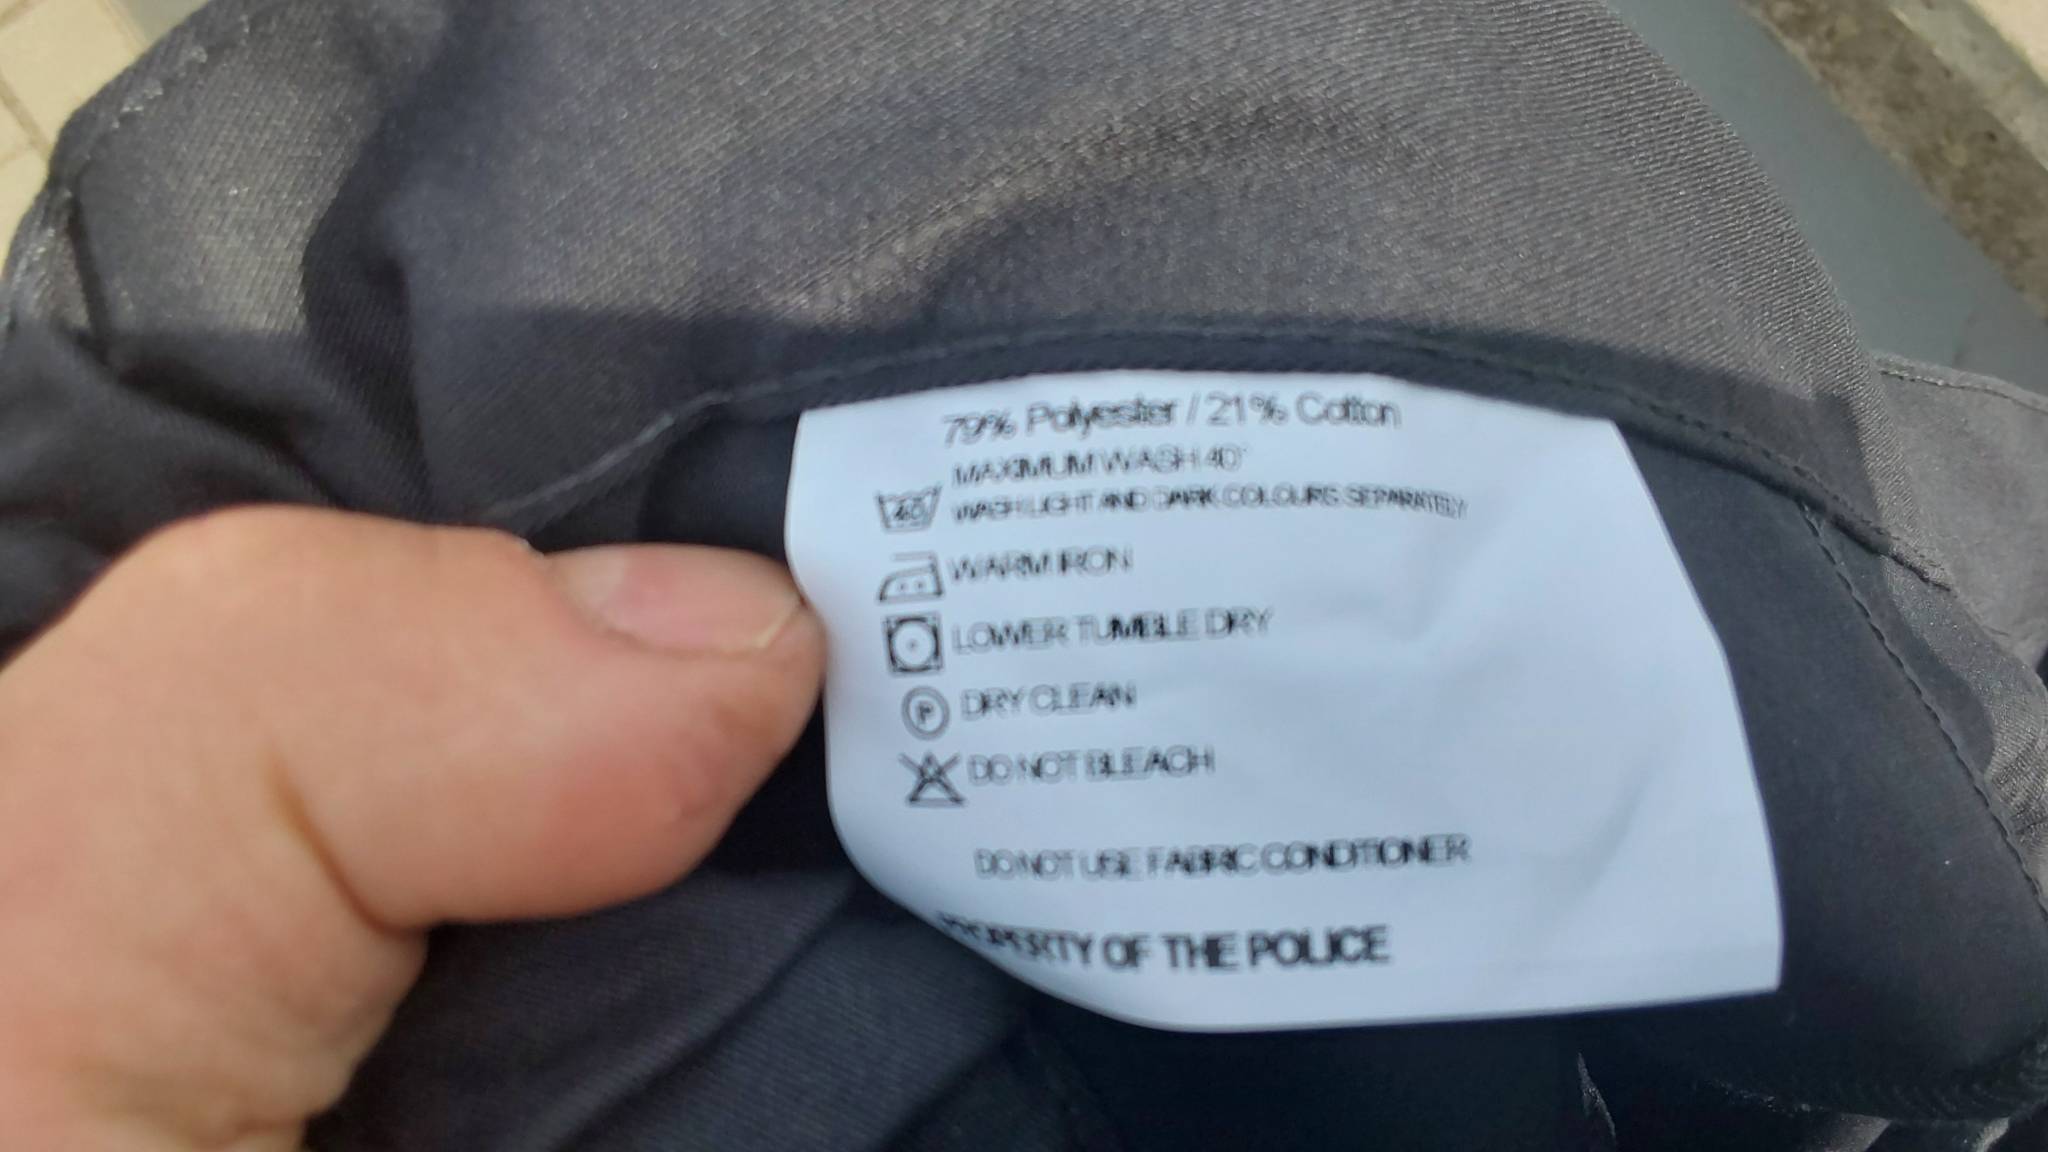 79% Polyester / 21% Cotton
MAXIMUM WASH 40°
40 WASH LIGHT AND DARK COLOURS SEPARATELY
WARM IRON
LOWER TUMBLE DRY
P DRY CLEAN
DO NOT BLEACH
DO NOT USE FABRIC CONDITIONER
PROPERTY OF THE POLICE